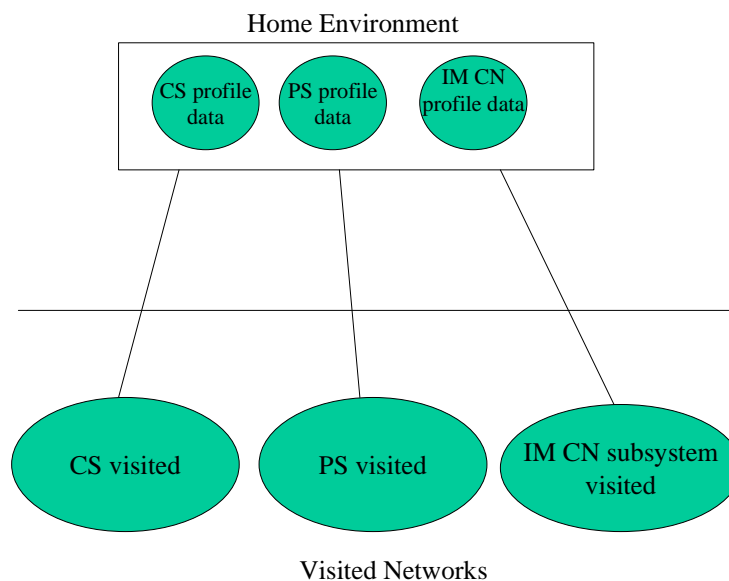 Home Environment
CS profile
data
PS profile
data
IM CN
profile data
CS visited
PS visited
IM CN subsystem
visited
Visited Networks